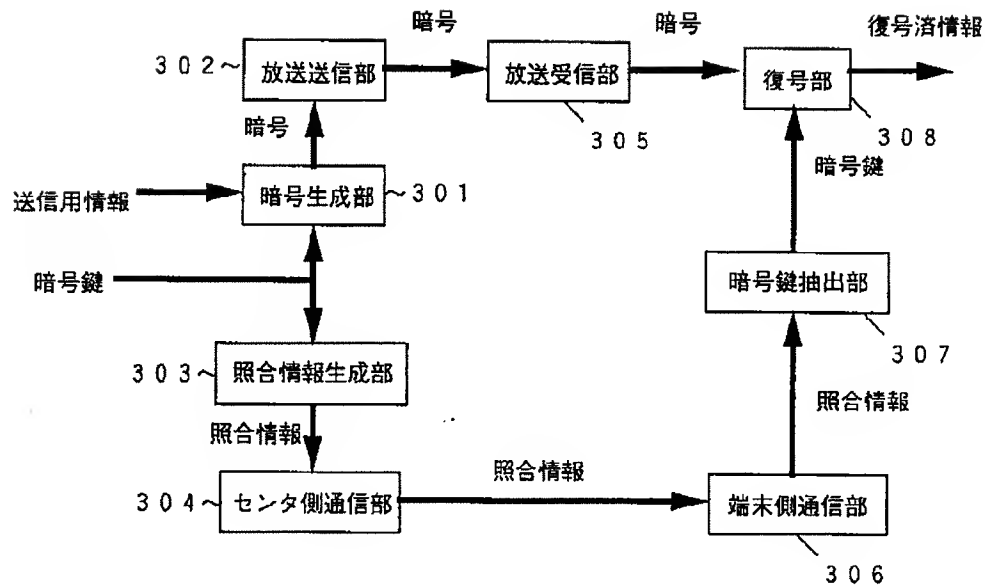 暗号
暗号
復号済情報
302~
放送送信部
放送受信部
復号部
305
308
暗号
暗号鍵
送信用情報
暗号生成部
~301
暗号鍵
暗号鍵抽出部
307
303~
照合情報生成部
照合情報
照合情報
照合情報
304~
センタ側通信部
端末側通信部
306